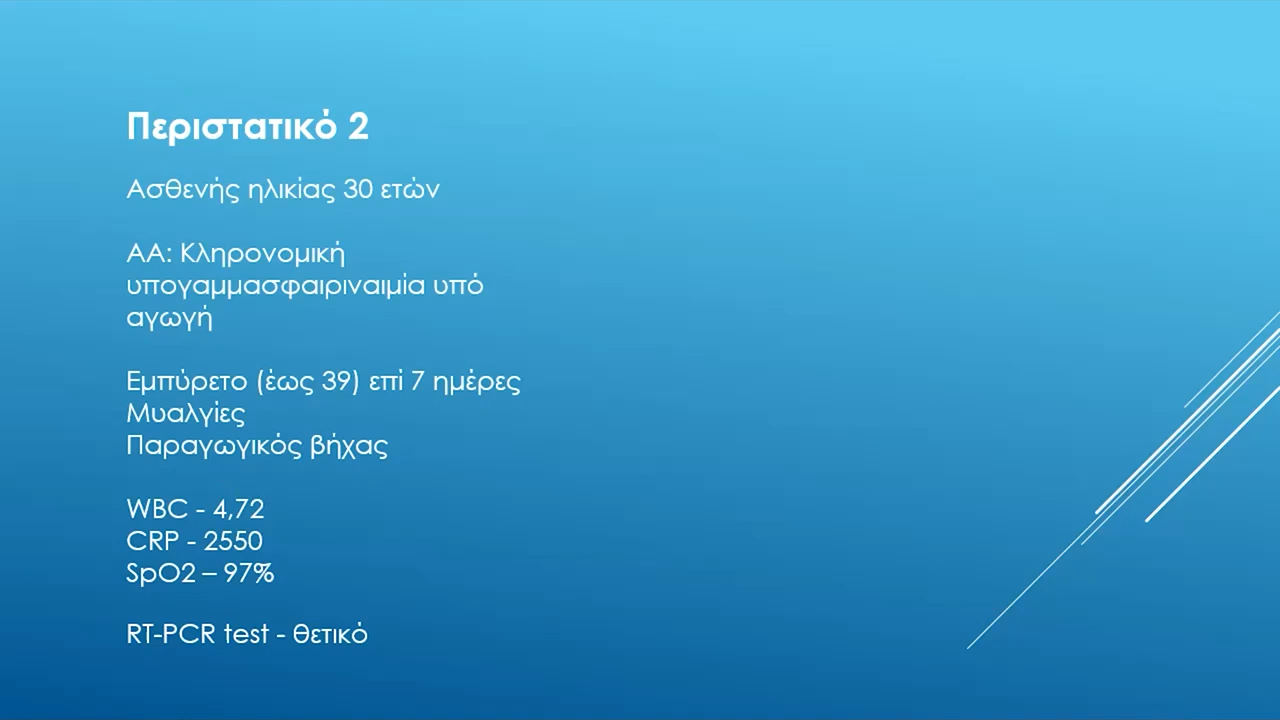 Περιστατικό 2
Ασθενής ηλικίας 30 ετών
ΑΑ: Κληρονομική
υπογαμμασφαιριναιμία υπό
αγωγή
Εμπύρετο (έως 39) επί 7 ημέρες
Μυαλγίες
Παραγωγικός βήχας
WBC - 4,72
CRP - 2550
SpO2 – 97%
RT-PCR test - θετικό